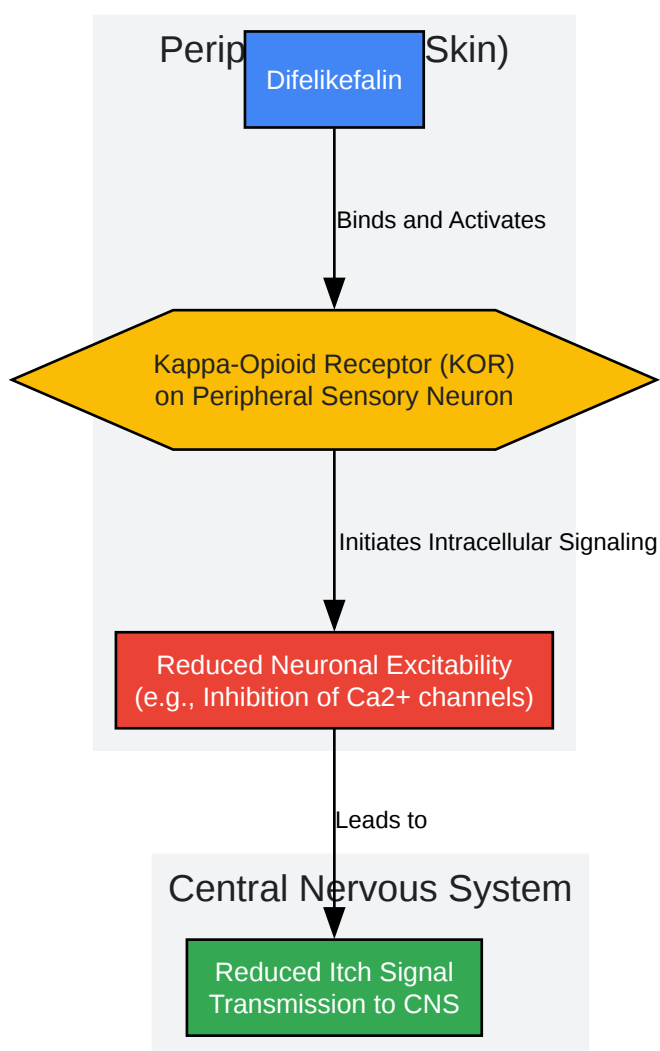 Perip Skin)
Difelikefalin
Binds and Activates
Kappa-Opioid Receptor (KOR)
on Peripheral Sensory Neuron
Initiates Intracellular Signaling
Reduced Neuronal Excitability
(e.g., Inhibition of Ca2+ channels)
Leads to
Central Nervous System
Reduced Itch Signal
Transmission to CNS